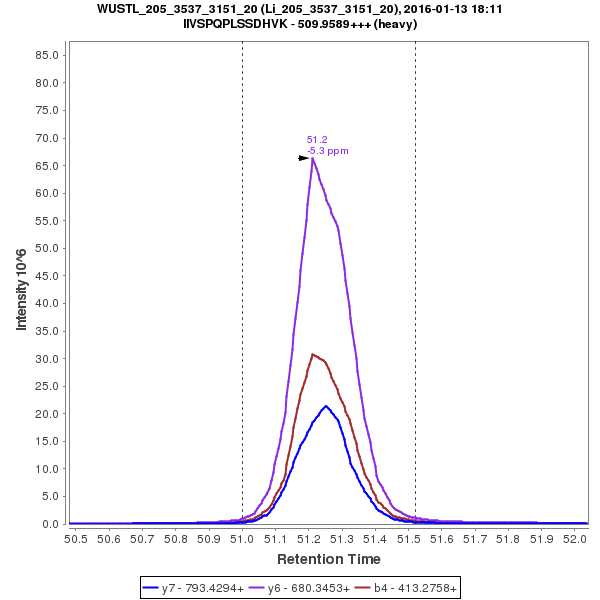 WUSTL_205_3537_3151_20 (Li_205_3537_3151_20), 2016-01-13 18:11
IIVSPQPLSSDHVK - 509.9589+++ (heavy)
85.0
80.0
75.0
70.0
65.0
60.0
55.0
50.0
45.0
40.0
35.0
30.0
25.0
20.0
15.0
10.0
5.0
0.0
Intensity 10^6
51.2
-5.3 ppm
50.5 50.6 50.7 50.8 50.9 51.0 51.1 51.2 51.3 51.4 51.5 51.6 51.7 51.8 51.9 52.0
Retention Time
y7 - 793.4294+ y6 - 680.3453+ b4 - 413.2758+